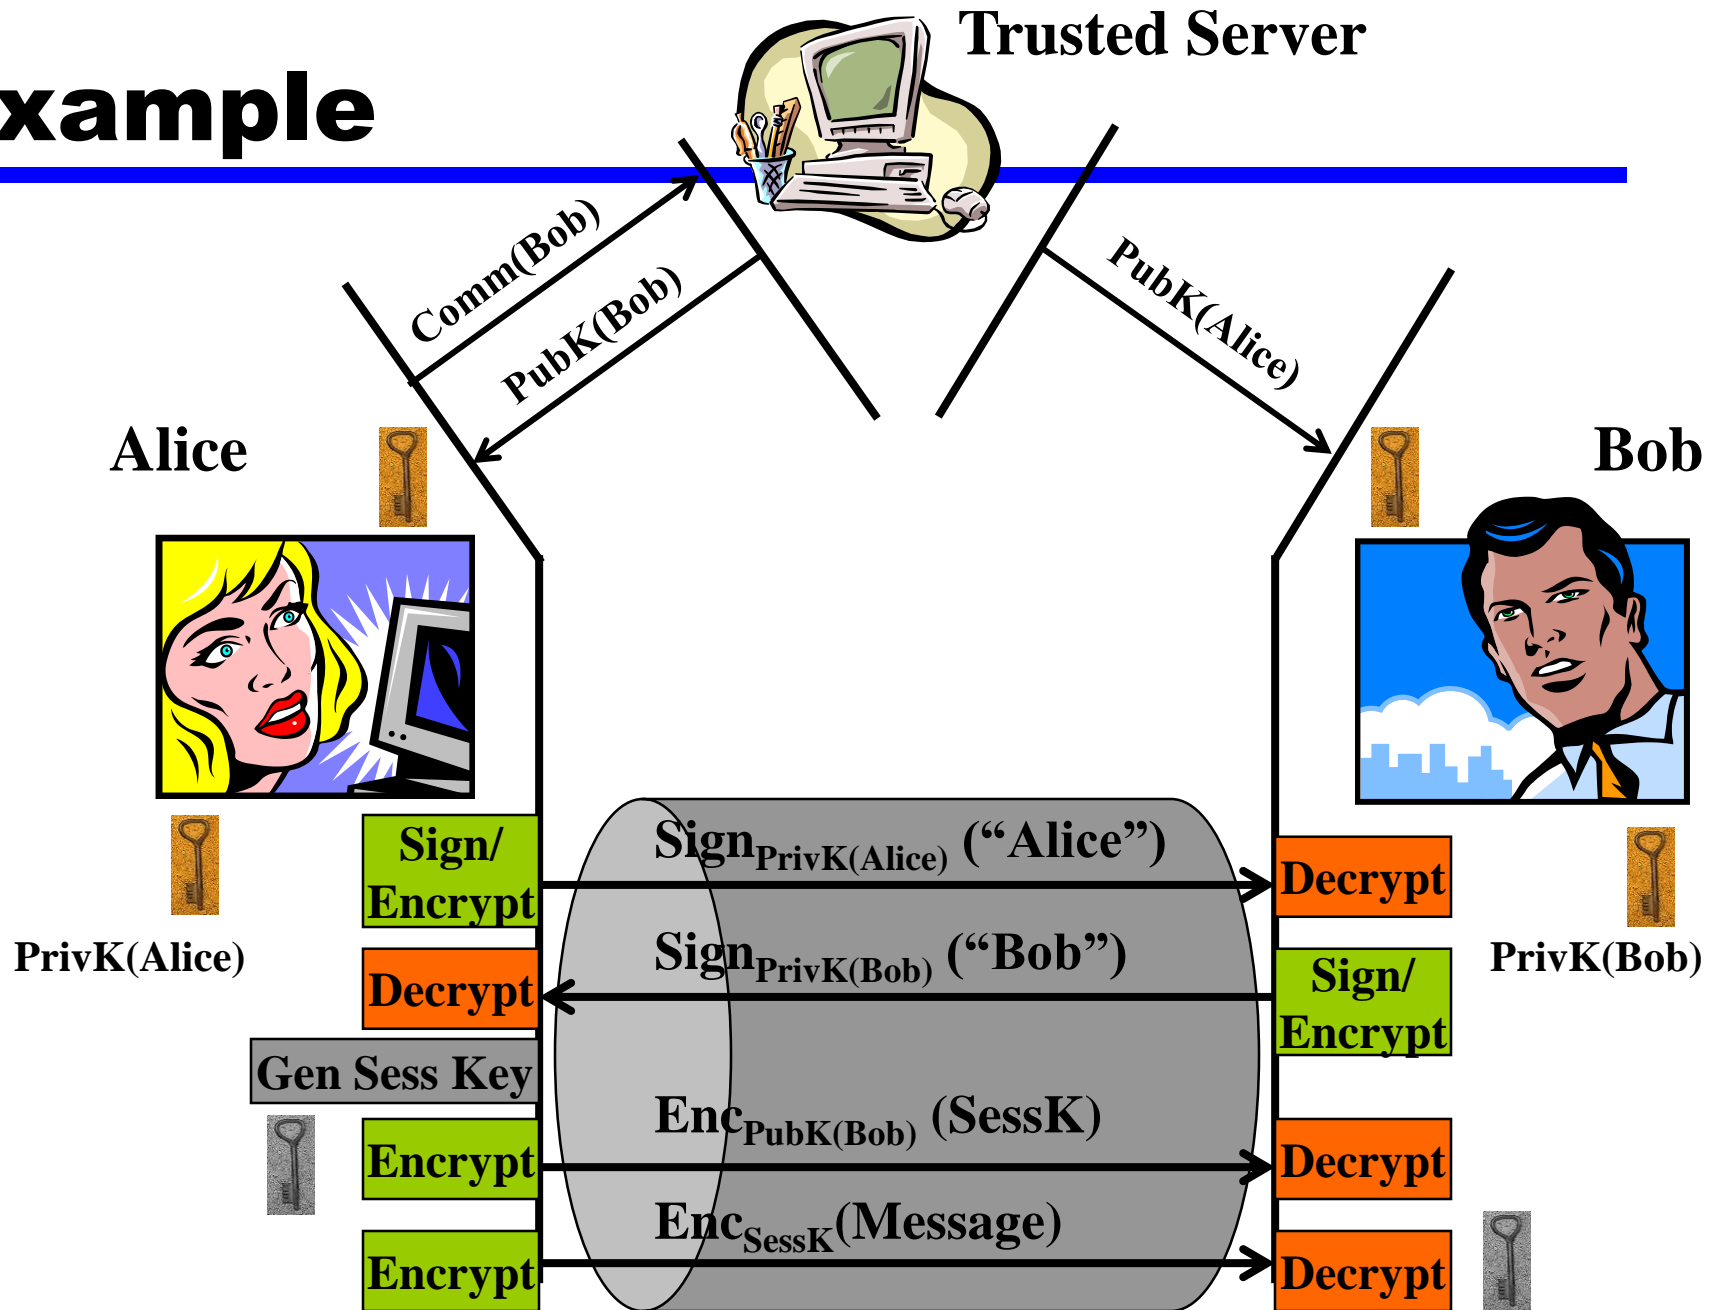 Trusted Server
xample
Comm(Bob)
PubK(Bob)
PubK(Alice)
Alice
Bob
Sign/
Encrypt
Sign_PrivK(Alice) (“Alice”)
Decrypt
PrivK(Alice)
Decrypt
Sign_PrivK(Bob) (“Bob”)
Sign/
Encrypt
PrivK(Bob)
Gen Sess Key
Encrypt
Enc_PubK(Bob) (SessK)
Decrypt
Encrypt
Enc_SessK(Message)
Decrypt